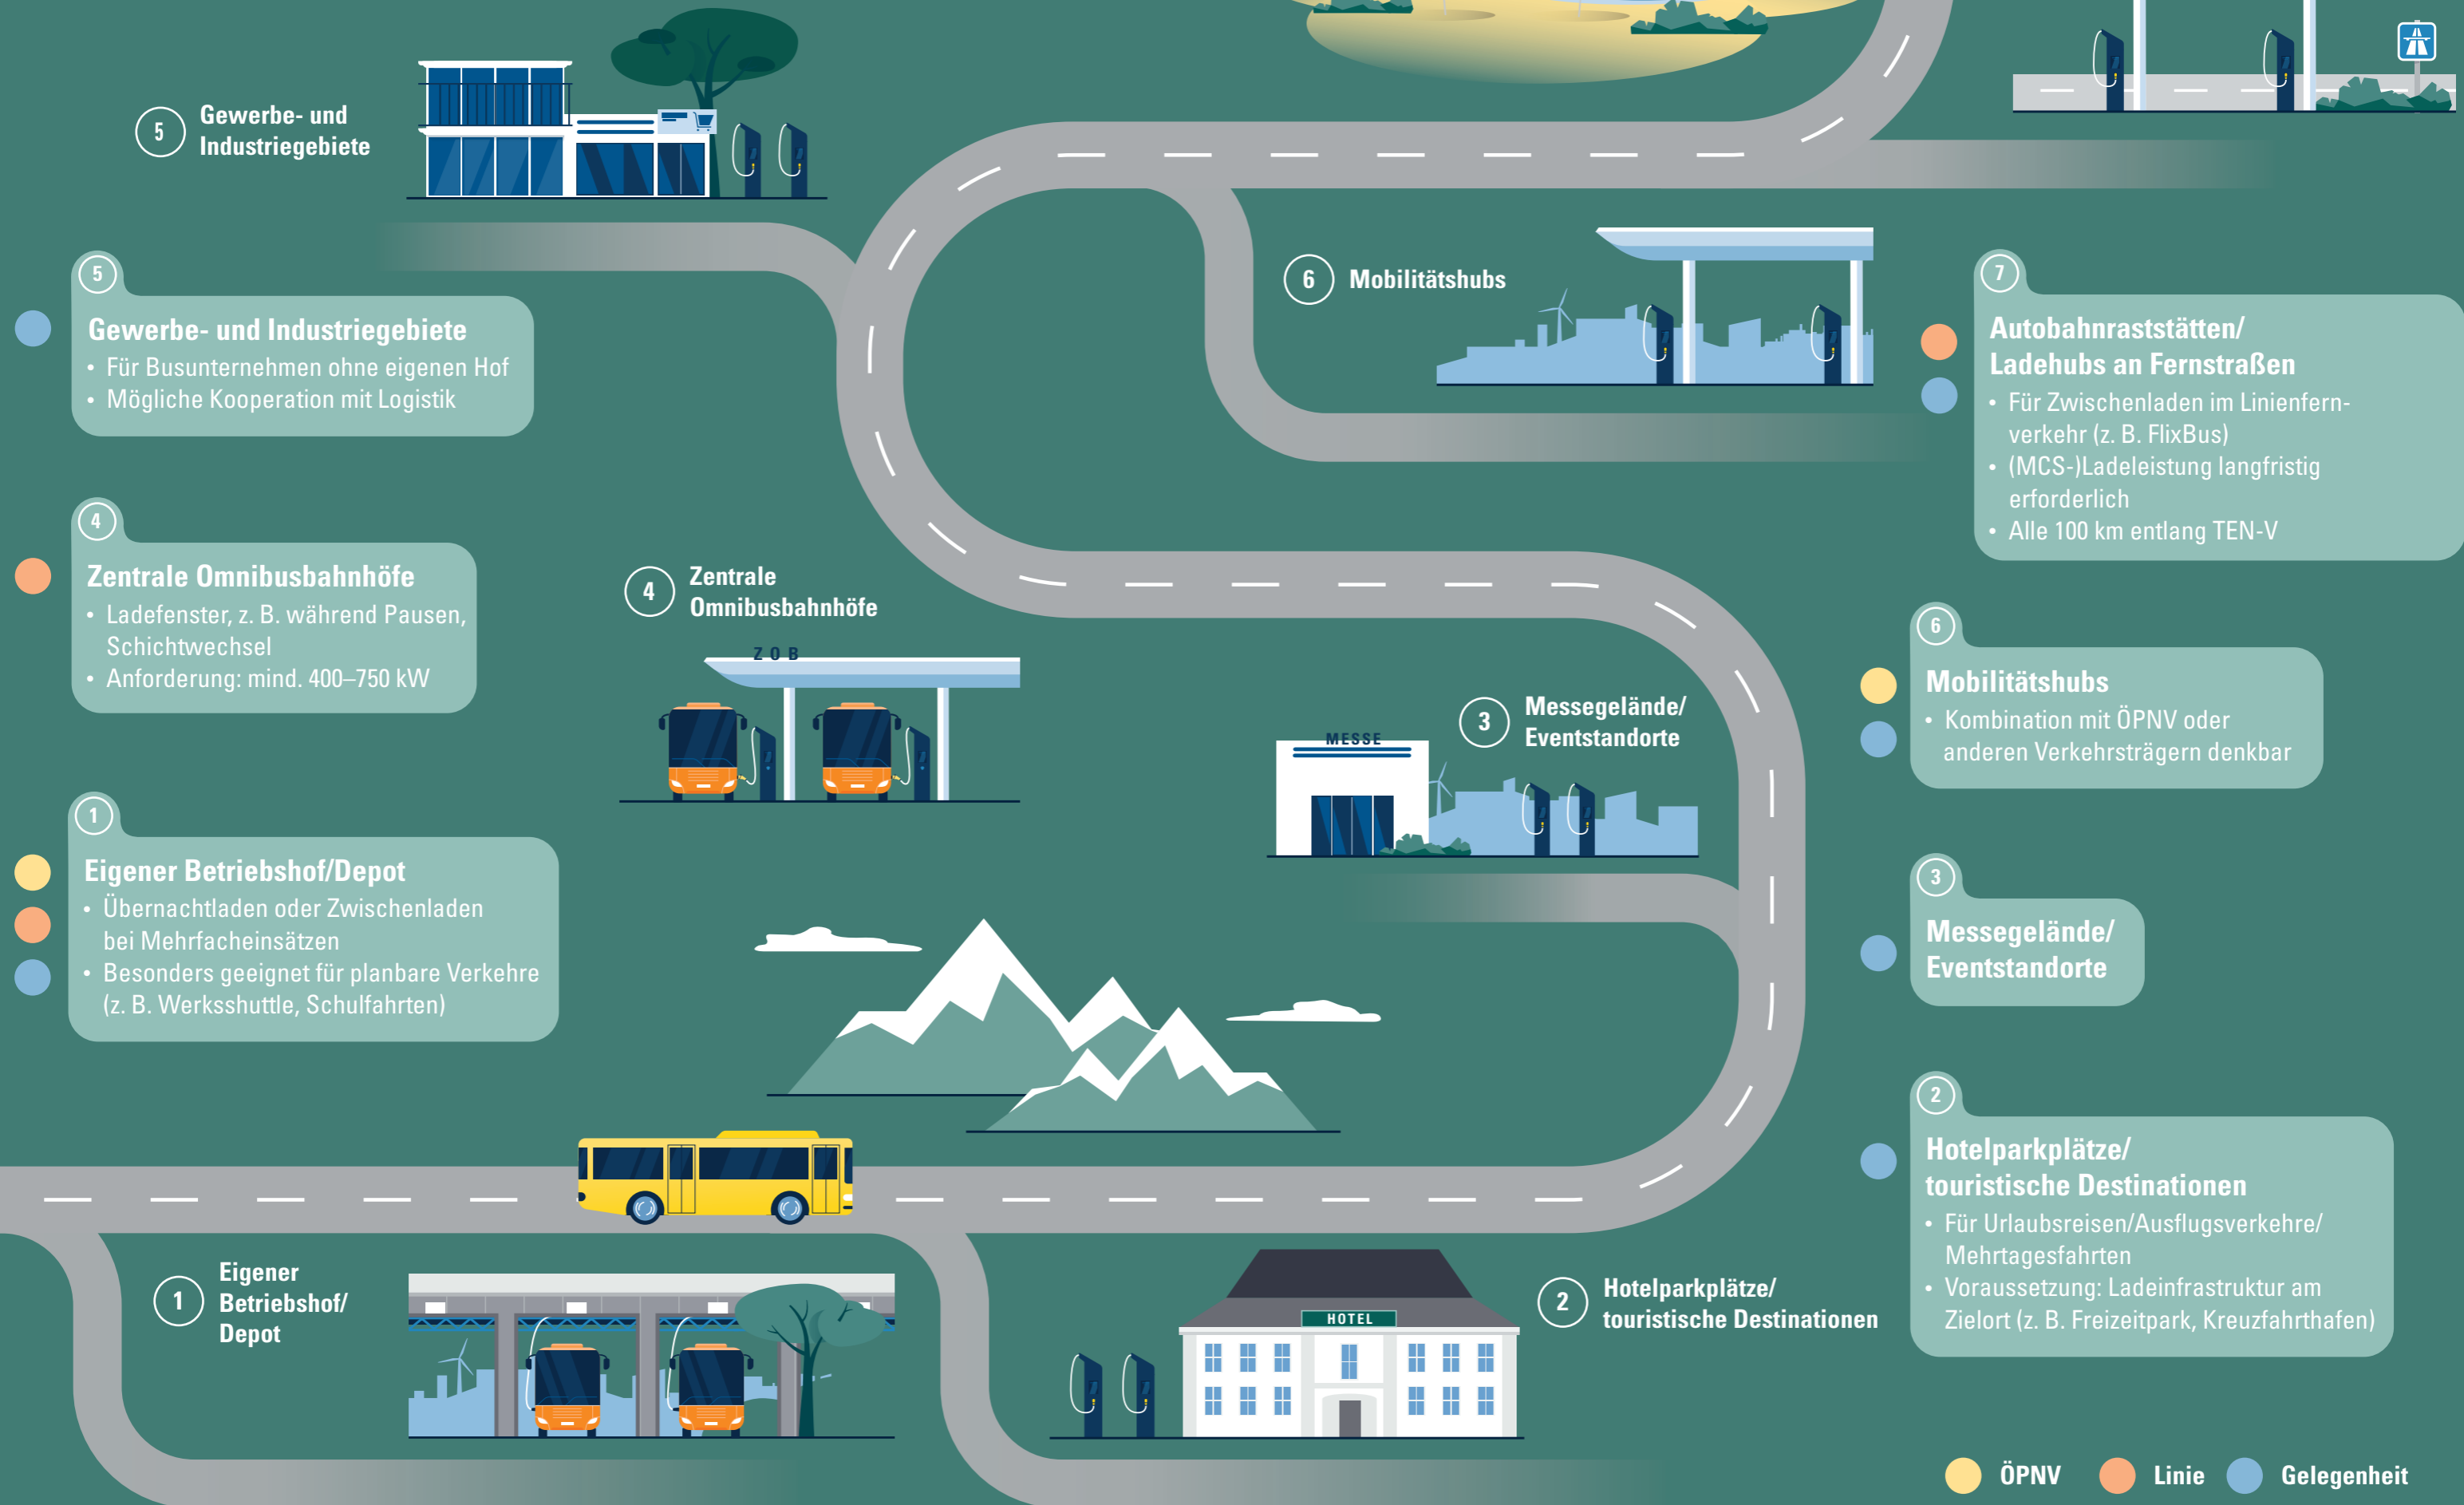 5
Gewerbe- und
Industriegebiete
5
Gewerbe- und Industriegebiete
• Für Busunternehmen ohne eigenen Hof
• Mögliche Kooperation mit Logistik
6 Mobilitätshubs
7
Autobahnraststätten/
Ladehubs an Fernstraßen
• Für Zwischenladen im Linienfern-
verkehr (z. B. FlixBus)
• (MCS-)Ladeleistung langfristig
erforderlich
• Alle 100 km entlang TEN-V
4
Zentrale Omnibusbahnhöfe
• Ladefenster, z. B. während Pausen,
Schichtwechsel
• Anforderung: mind. 400–750 kW
4
Zentrale
Omnibusbahnhöfe
ZOB
3
Messegelände/
Eventstandorte
MESSE
6
Mobilitätshubs
• Kombination mit ÖPNV oder
anderen Verkehrsträgern denkbar
1
Eigener Betriebshof/Depot
• Übernachtladen oder Zwischenladen
bei Mehrfacheinsätzen
• Besonders geeignet für planbare Verkehre
(z. B. Werksshuttle, Schulfahrten)
3
Messegelände/
Eventstandorte
2
Hotelparkplätze/
touristische Destinationen
• Für Urlaubsreisen/Ausflugsverkehre/
Mehrtagesfahrten
• Voraussetzung: Ladeinfrastruktur am
Zielort (z. B. Freizeitpark, Kreuzfahrthafen)
1
Eigener
Betriebshof/
Depot
HOTEL
2
Hotelparkplätze/
touristische Destinationen
ÖPNV Linie Gelegenheit